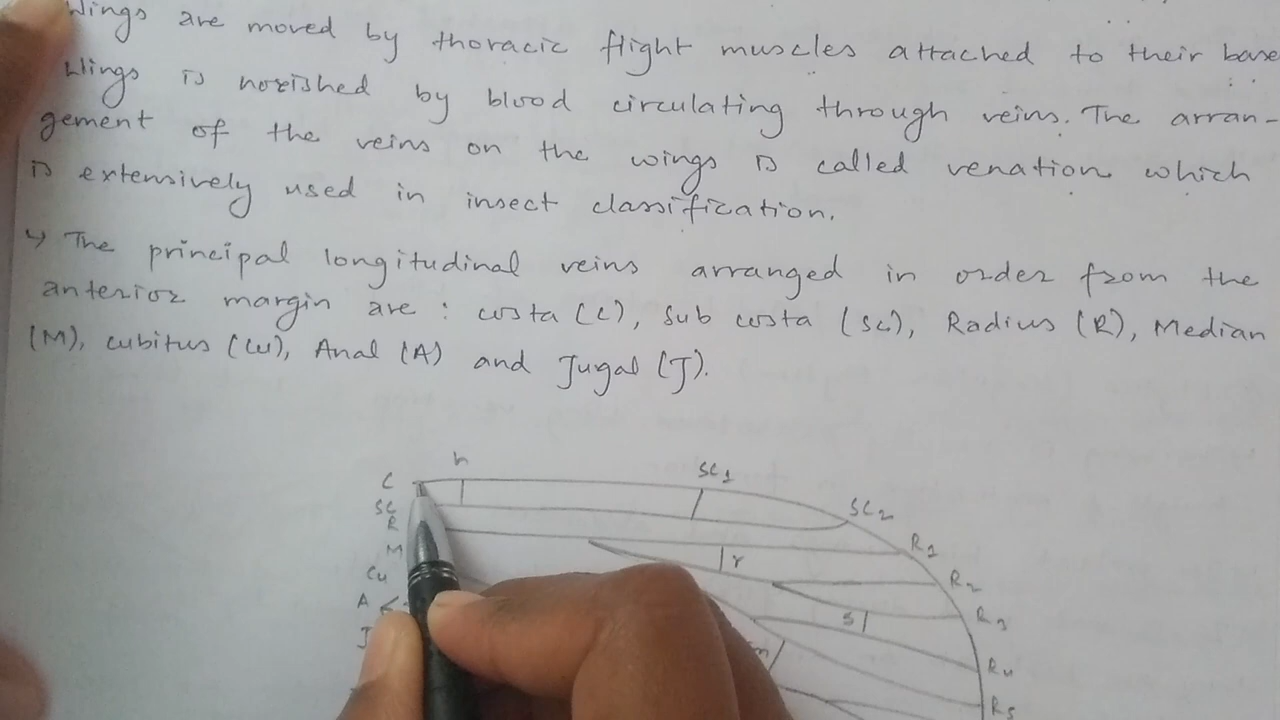 Wings are moved by thoracic flight muscles attached to their base
Wings is norished by blood circulating through veins. The arran-
gement of the veins on the wings is called venation which
is extensively used in insect classification.
↳ The principal longitudinal veins arranged in order from the
anterior margin are : costa (C), Sub costa (Sc), Radius (R), Median
(M), cubitus (Cu), Anal (A) and Jugal (J).
h
SC1
C
SC
SC2
R
R1
M
r
Cu
R2
A
S
R3
J
m
R4
R5